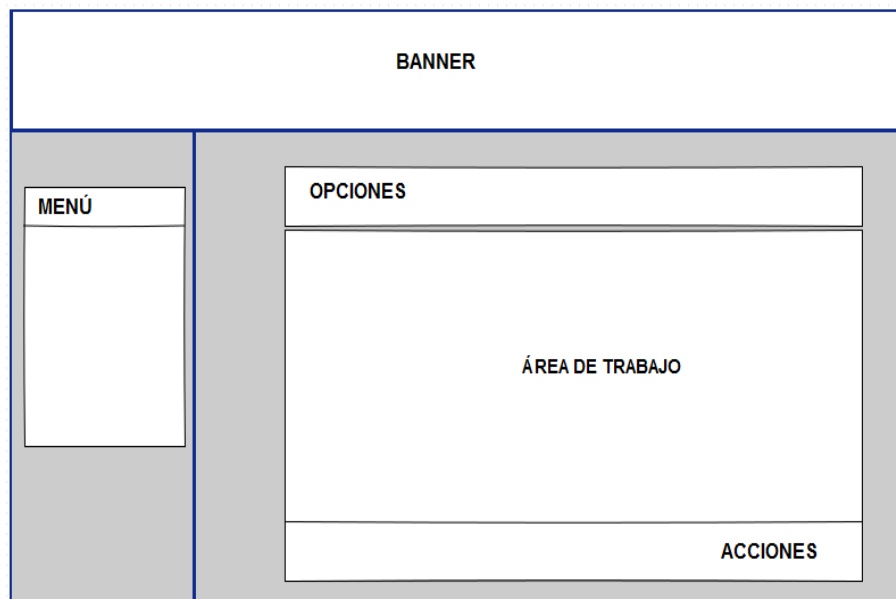 BANNER
MENÚ
OPCIONES
ÁREA DE TRABAJO
ACCIONES